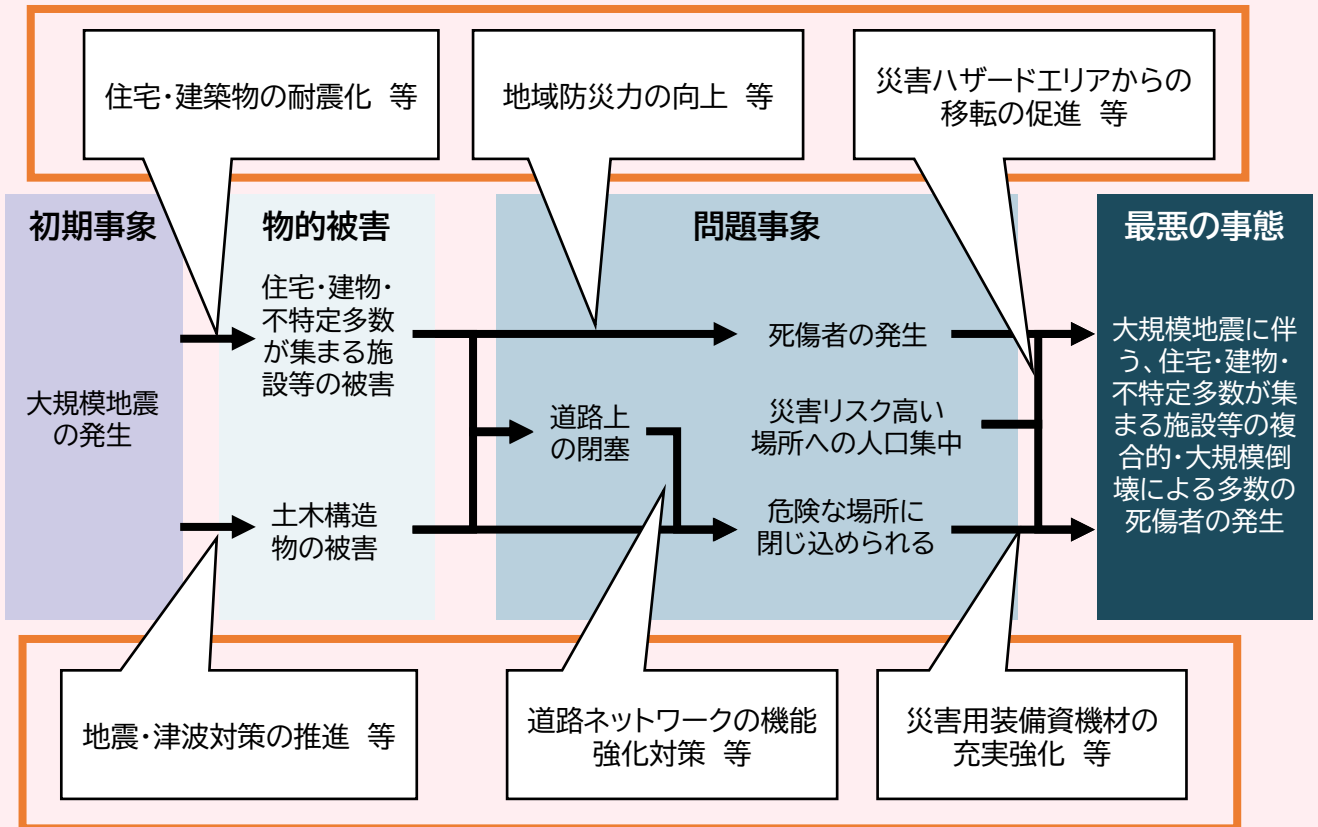 住宅・建築物の耐震化 等
地域防災力の向上 等
災害ハザードエリアからの
移転の促進 等
初期事象
物的被害
問題事象
最悪の事態
大規模地震
の発生
住宅・建物・
不特定多数
が集まる施
設等の被害
土木構造
物の被害
道路上
の閉塞
死傷者の発生
災害リスク高い
場所への人口集中
危険な場所に
閉じ込められる
大規模地震に伴
う、住宅・建物・
不特定多数が集
まる施設等の複
合的・大規模倒
壊による多数の
死傷者の発生
地震・津波対策の推進 等
道路ネットワークの機能
強化対策 等
災害用装備資機材の
充実強化 等